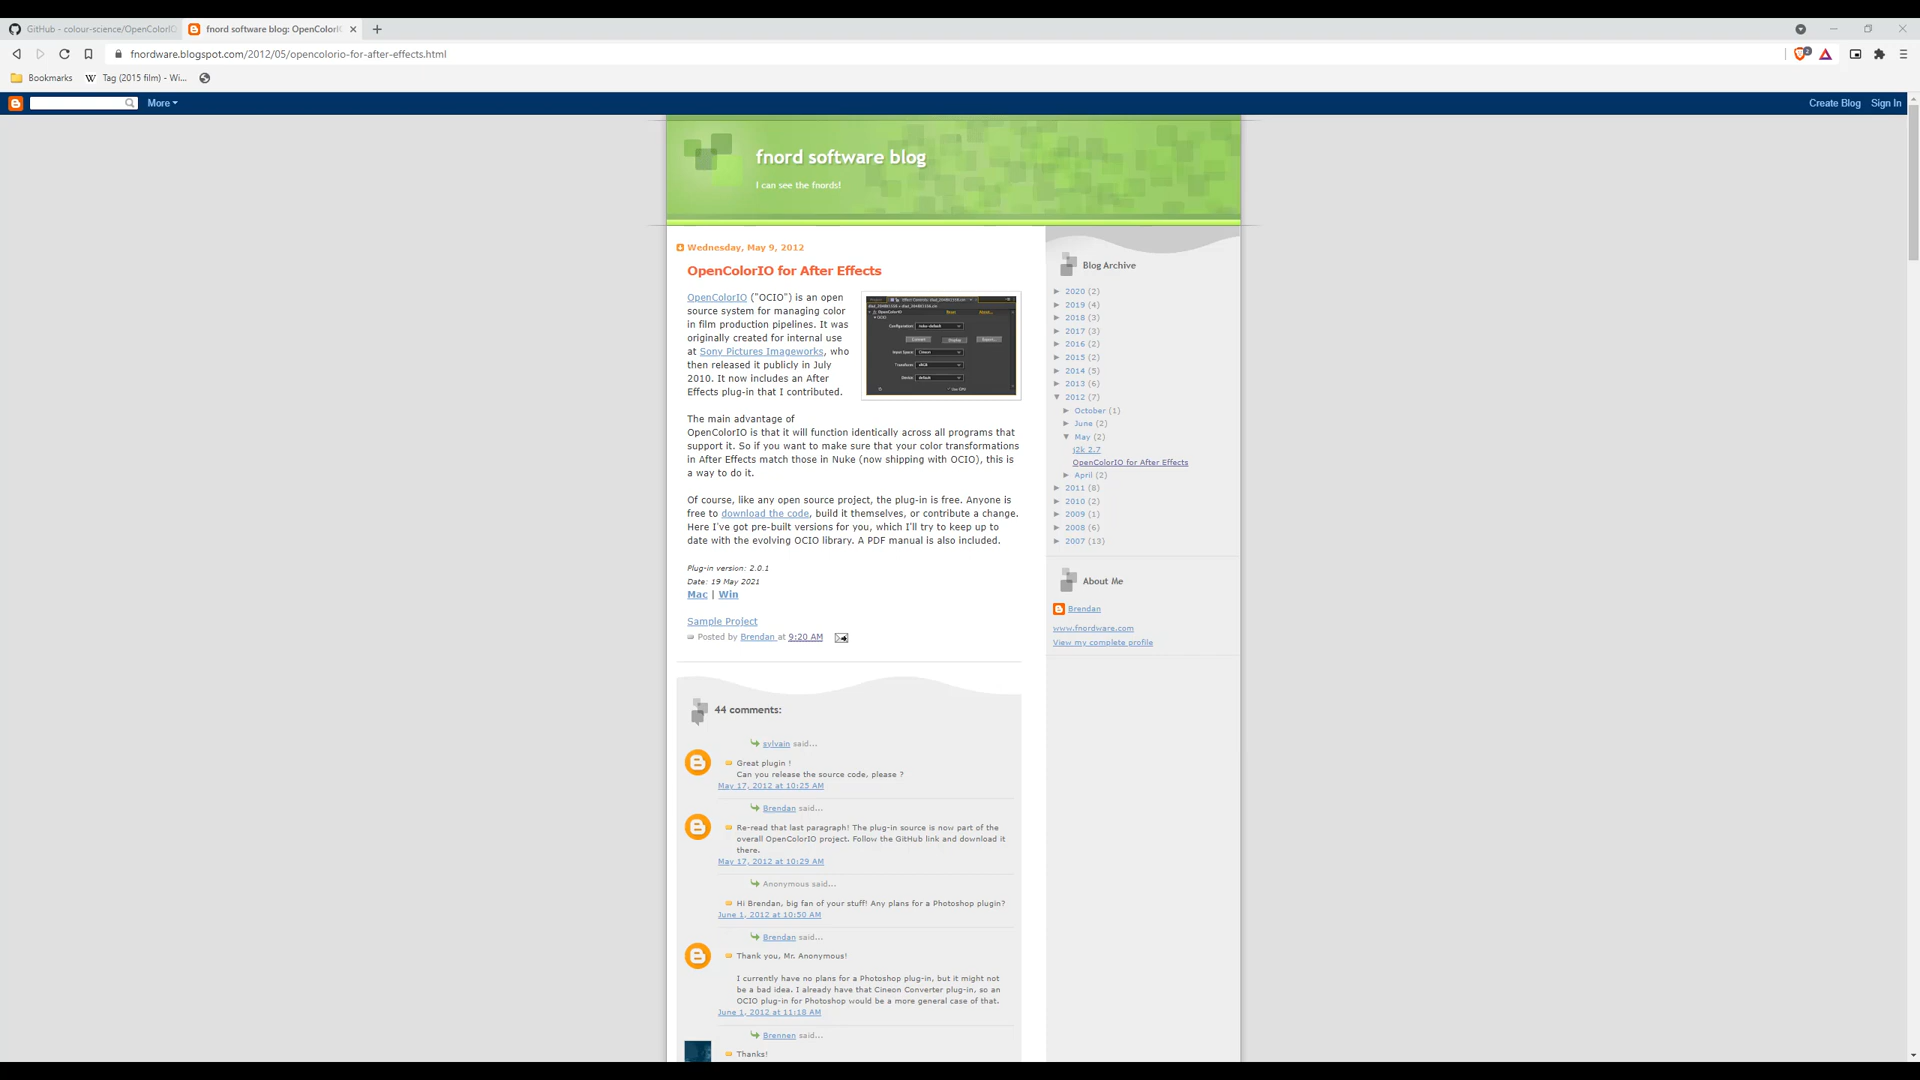 GitHub - colour-science/OpenColorIO
fnord software blog: OpenColorI
fnordware.blogspot.com/2012/05/opencolorio-for-after-effects.html
2
Bookmarks
Tag (2015 film) - Wi...
More
Create Blog
Sign In
fnord software blog
I can see the fnords!
Wednesday, May 9, 2012
OpenColorIO for After Effects
OpenColorIO ("OCIO") is an open
source system for managing color
in film production pipelines. It was
originally created for internal use
at Sony Pictures Imageworks, who
then released it publicly in July
2010. It now includes an After
Effects plug-in that I contributed.
OpenColorIO
OCIO
Configuration:
Convert
Display
Input Space:
Cineon
Transform:
Device:
default
Use GPU
The main advantage of
OpenColorIO is that it will function identically across all programs that
support it. So if you want to make sure that your color transformations
in After Effects match those in Nuke (now shipping with OCIO), this is
a way to do it.
Of course, like any open source project, the plug-in is free. Anyone is
free to download the code, build it themselves, or contribute a change.
Here I've got pre-built versions for you, which I'll try to keep up to
date with the evolving OCIO library. A PDF manual is also included.
Plug-in version: 2.0.1
Date: 19 May 2021
Mac | Win
Sample Project
Posted by Brendan at 9:20 AM
44 comments:
sylvain said...
Great plugin !
Can you release the source code, please ?
May 17, 2012 at 10:25 AM
Brendan said...
Re-read that last paragraph! The plug-in source is now part of the
overall OpenColorIO project. Follow the GitHub link and download it
there.
May 17, 2012 at 10:29 AM
Anonymous said...
Hi Brendan, big fan of your stuff! Any plans for a Photoshop plugin?
June 1, 2012 at 10:50 AM
Brendan said...
Thank you, Mr. Anonymous!
I currently have no plans for a Photoshop plug-in, but it might not
be a bad idea. I already have that Cineon Converter plug-in, so an
OCIO plug-in for Photoshop would be a more general case of that.
June 1, 2012 at 11:18 AM
Brennen said...
Thanks!
Blog Archive
► 2020 (2)
► 2019 (4)
► 2018 (3)
► 2017 (3)
► 2016 (2)
► 2015 (2)
► 2014 (5)
► 2013 (6)
▼ 2012 (7)
► October (1)
► June (2)
▼ May (2)
j2k 2.7
OpenColorIO for After Effects
► April (2)
► 2011 (8)
► 2010 (2)
► 2009 (1)
► 2008 (6)
► 2007 (13)
About Me
Brendan
www.fnordware.com
View my complete profile